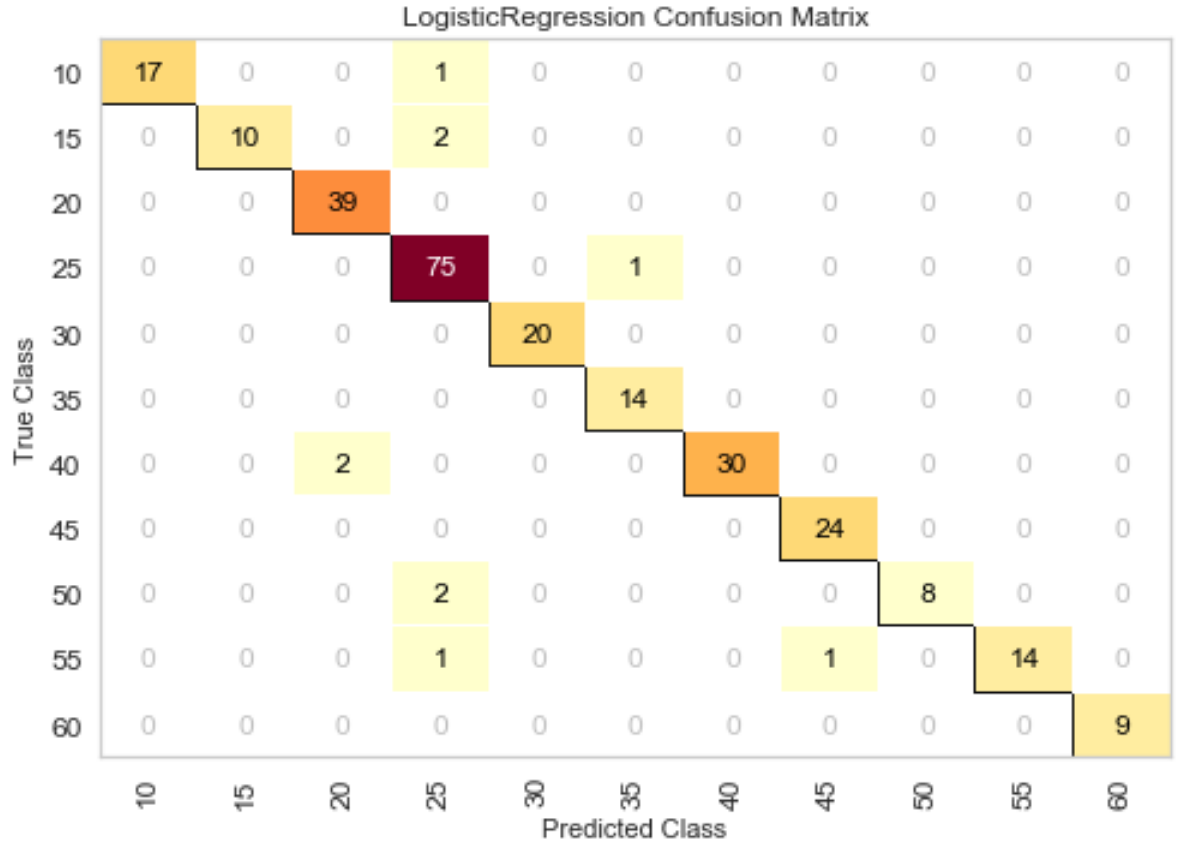 LogisticRegression Confusion Matrix
10 17 0 0 1 0 0 0 0 0 0 0
15 0 10 0 2 0 0 0 0 0 0 0
20 0 0 39 0 0 0 0 0 0 0 0
25 0 0 0 75 0 1 0 0 0 0 0
30 0 0 0 0 20 0 0 0 0 0 0
35 0 0 0 0 0 14 0 0 0 0 0
40 0 0 2 0 0 0 30 0 0 0 0
45 0 0 0 0 0 0 0 24 0 0 0
50 0 0 0 2 0 0 0 0 8 0 0
55 0 0 0 1 0 0 0 1 0 14 0
60 0 0 0 0 0 0 0 0 0 0 9
True Class
10 15 20 25 30 35 40 45 50 55 60
Predicted Class